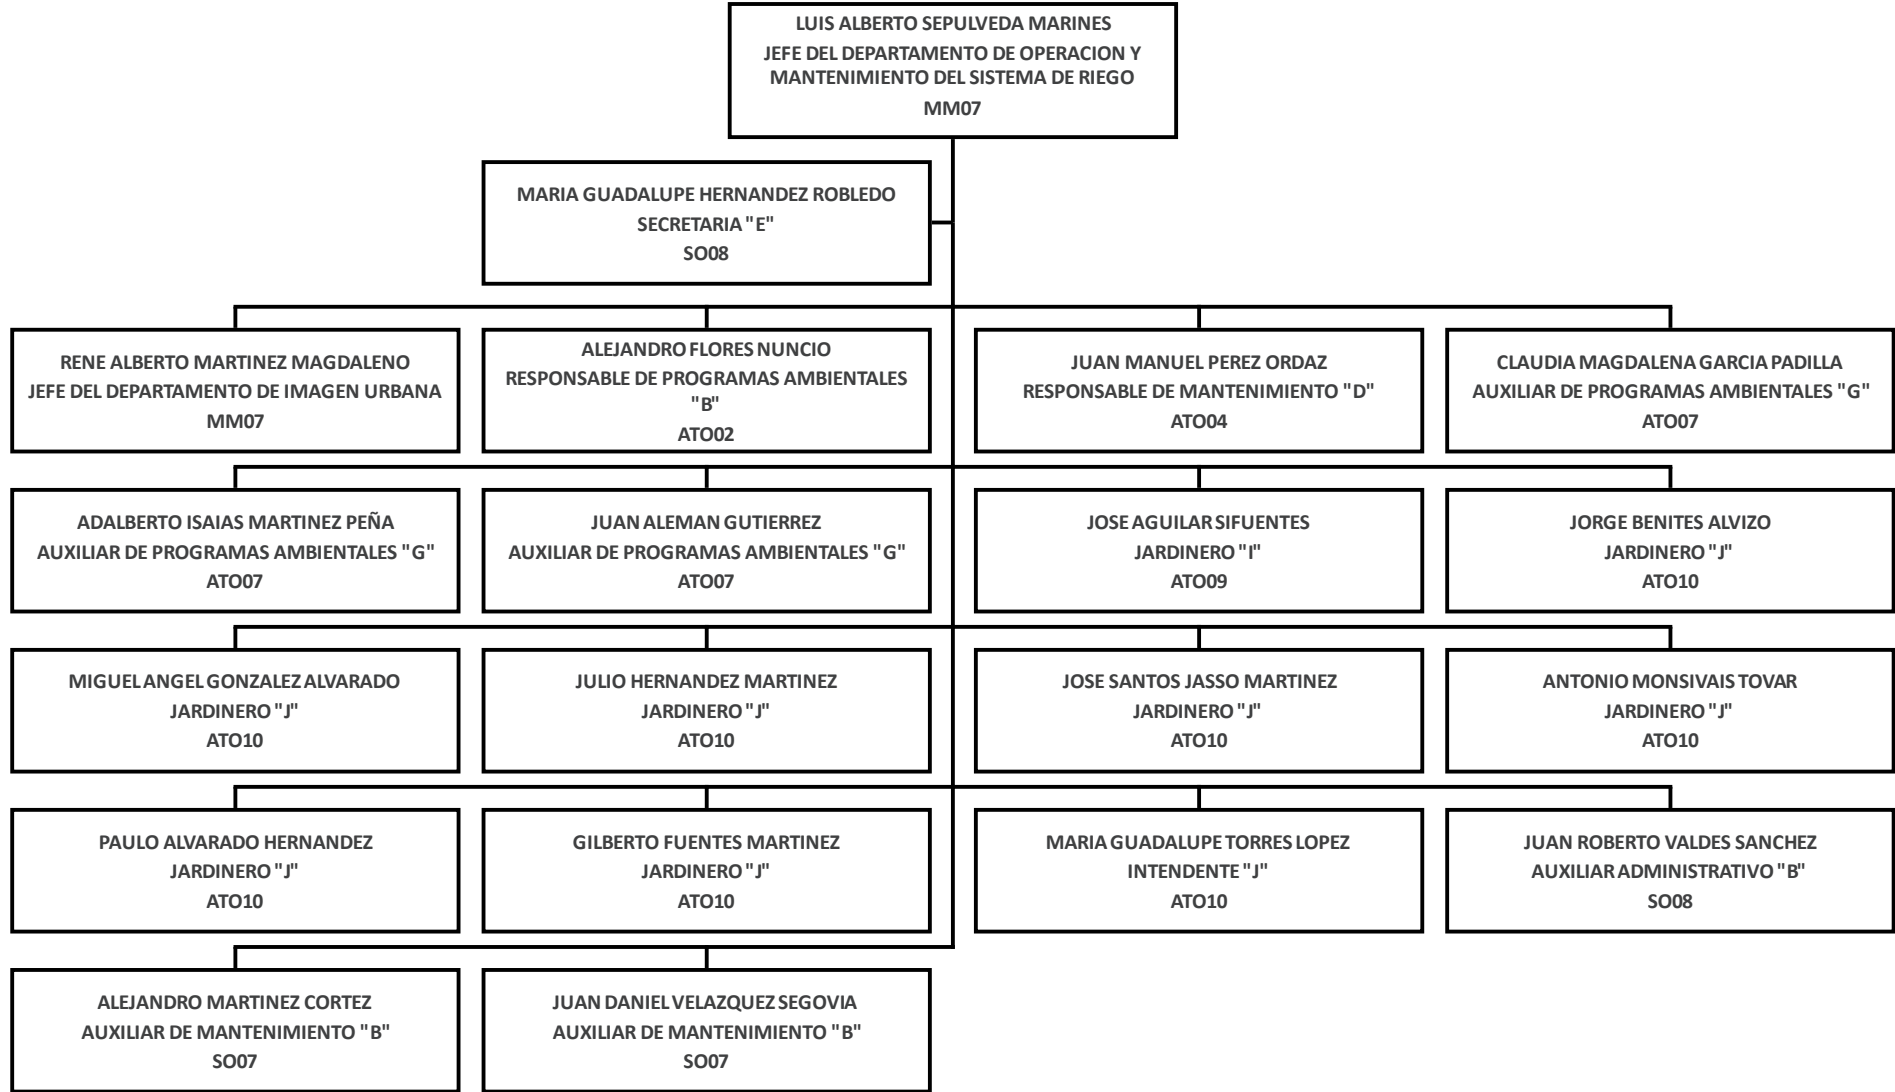 LUIS ALBERTO SEPULVEDA MARINES
JEFE DEL DEPARTAMENTO DE OPERACION Y
MANTENIMIENTO DEL SISTEMA DE RIEGO
MM07
MARIA GUADALUPE HERNANDEZ ROBLEDO
SECRETARIA "E"
SO08
RENE ALBERTO MARTINEZ MAGDALENO
JEFE DEL DEPARTAMENTO DE IMAGEN URBANA
MM07
ALEJANDRO FLORES NUNCIO
RESPONSABLE DE PROGRAMAS AMBIENTALES
"B"
ATO02
JUAN MANUEL PEREZ ORDAZ
RESPONSABLE DE MANTENIMIENTO "D"
ATO04
CLAUDIA MAGDALENA GARCIA PADILLA
AUXILIAR DE PROGRAMAS AMBIENTALES "G"
ATO07
ADALBERTO ISAIAS MARTINEZ PEÑA
AUXILIAR DE PROGRAMAS AMBIENTALES "G"
ATO07
JUAN ALEMAN GUTIERREZ
AUXILIAR DE PROGRAMAS AMBIENTALES "G"
ATO07
JOSE AGUILAR SIFUENTES
JARDINERO "I"
ATO09
JORGE BENITES ALVIZO
JARDINERO "J"
ATO10
MIGUEL ANGEL GONZALEZ ALVARADO
JARDINERO "J"
ATO10
JULIO HERNANDEZ MARTINEZ
JARDINERO "J"
ATO10
JOSE SANTOS JASSO MARTINEZ
JARDINERO "J"
ATO10
ANTONIO MONSIVAIS TOVAR
JARDINERO "J"
ATO10
PAULO ALVARADO HERNANDEZ
JARDINERO "J"
ATO10
GILBERTO FUENTES MARTINEZ
JARDINERO "J"
ATO10
MARIA GUADALUPE TORRES LOPEZ
INTENDENTE "J"
ATO10
JUAN ROBERTO VALDES SANCHEZ
AUXILIAR ADMINISTRATIVO "B"
SO08
ALEJANDRO MARTINEZ CORTEZ
AUXILIAR DE MANTENIMIENTO "B"
SO07
JUAN DANIEL VELAZQUEZ SEGOVIA
AUXILIAR DE MANTENIMIENTO "B"
SO07